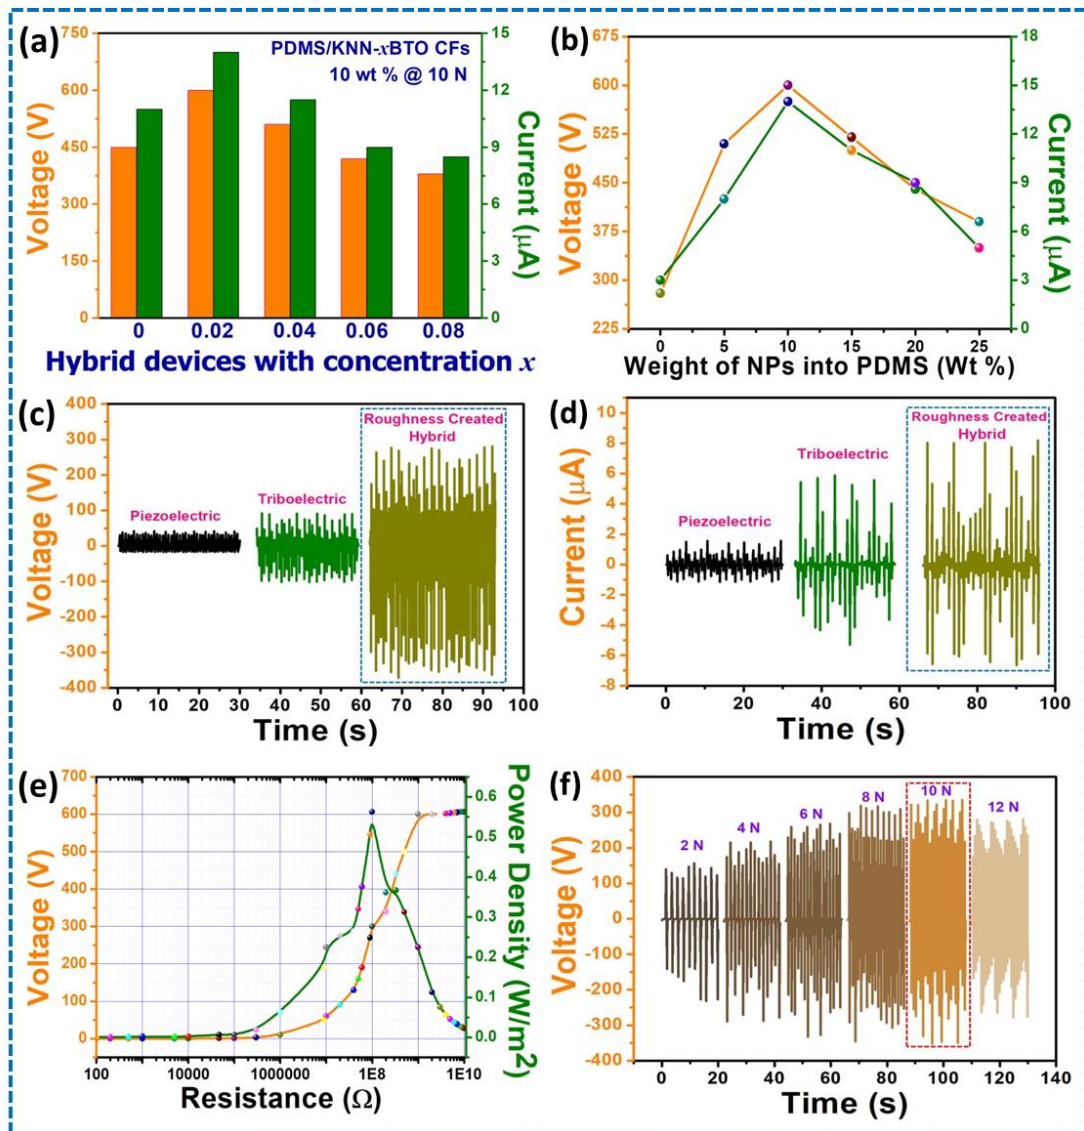 (a)
PDMS/KNN-xBTO CFs
10 wt % @ 10 N
Voltage (V)
750
600
450
300
150
0
Current (μA)
15
12
9
6
3
0
0 0.02 0.04 0.06 0.08
Hybrid devices with concentration x
(b)
Voltage (V)
675
600
525
450
375
300
225
Current (μA)
18
15
12
9
6
3
0
0 5 10 15 20 25
Weight of NPs into PDMS (Wt %)
(c)
Voltage (V)
400
300
200
100
0
-100
-200
-300
-400
Piezoelectric
Triboelectric
Roughness Created
Hybrid
0 10 20 30 40 50 60 70 80 90 100
Time (s)
(d)
Current (μA)
10
8
6
4
2
0
-2
-4
-6
-8
Piezoelectric
Triboelectric
Roughness Created
Hybrid
0 20 40 60 80 100
Time (s)
(e)
Voltage (V)
700
600
500
400
300
200
100
0
Power Density (W/m²)
0.6
0.5
0.4
0.3
0.2
0.1
0.0
100 10000 1000000 1E8 1E10
Resistance (Ω)
(f)
Voltage (V)
400
300
200
100
0
-100
-200
-300
-400
2 N
4 N
6 N
8 N
10 N
12 N
0 20 40 60 80 100 120 140
Time (s)